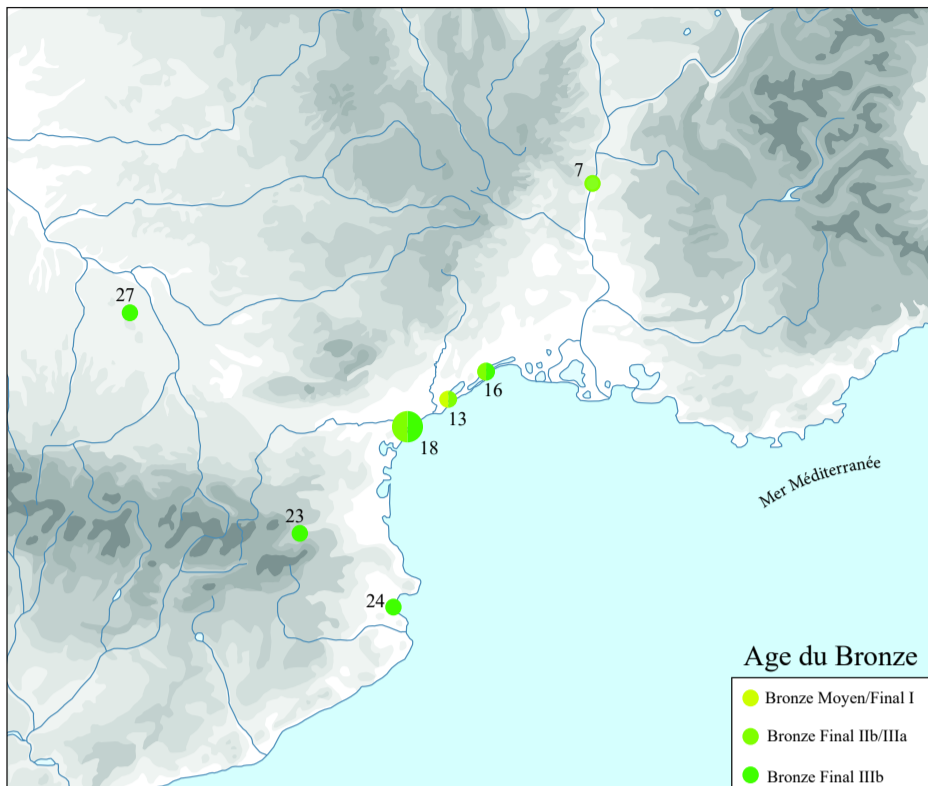 7
27
16
13
18
Mer Méditerranée
23
24
Age du Bronze
Bronze Moyen/Final I
Bronze Final IIb/IIIa
Bronze Final IIIb